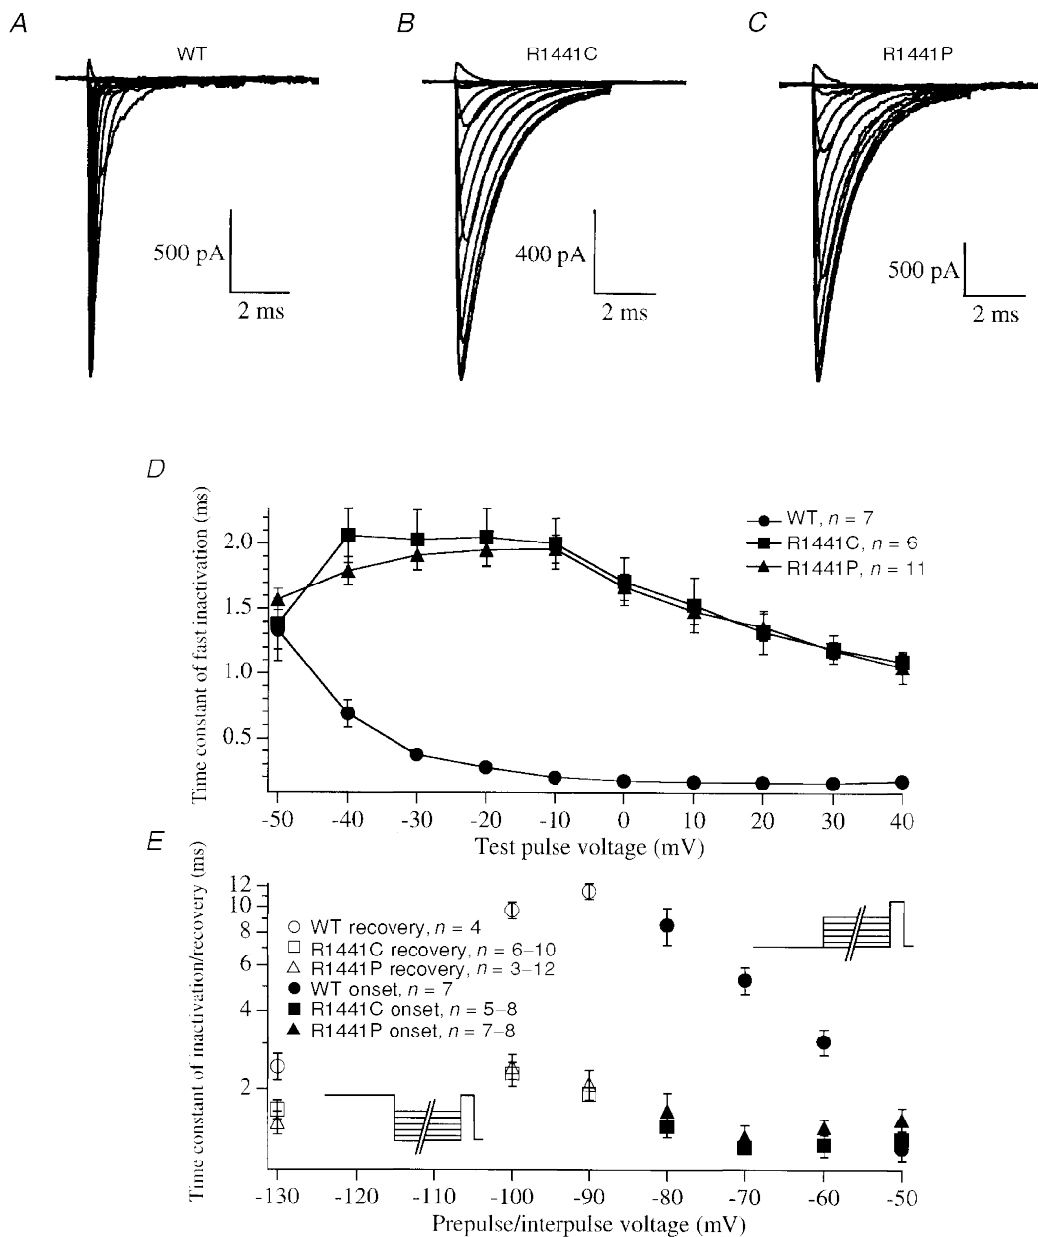 A
B
C
WT
R1441C
R1441P
500 pA
2 ms
400 pA
2 ms
500 pA
2 ms
D
Time constant of fast inactivation (ms)
2.0
1.5
1.0
0.5
WT, n = 7
R1441C, n = 6
R1441P, n = 11
-50 -40 -30 -20 -10 0 10 20 30 40
Test pulse voltage (mV)
E
Time constant of inactivation/recovery (ms)
12
10
8
6
4
2
WT recovery, n = 4
R1441C recovery, n = 6–10
R1441P recovery, n = 3–12
WT onset, n = 7
R1441C onset, n = 5–8
R1441P onset, n = 7–8
-130 -120 -110 -100 -90 -80 -70 -60 -50
Prepulse/interpulse voltage (mV)